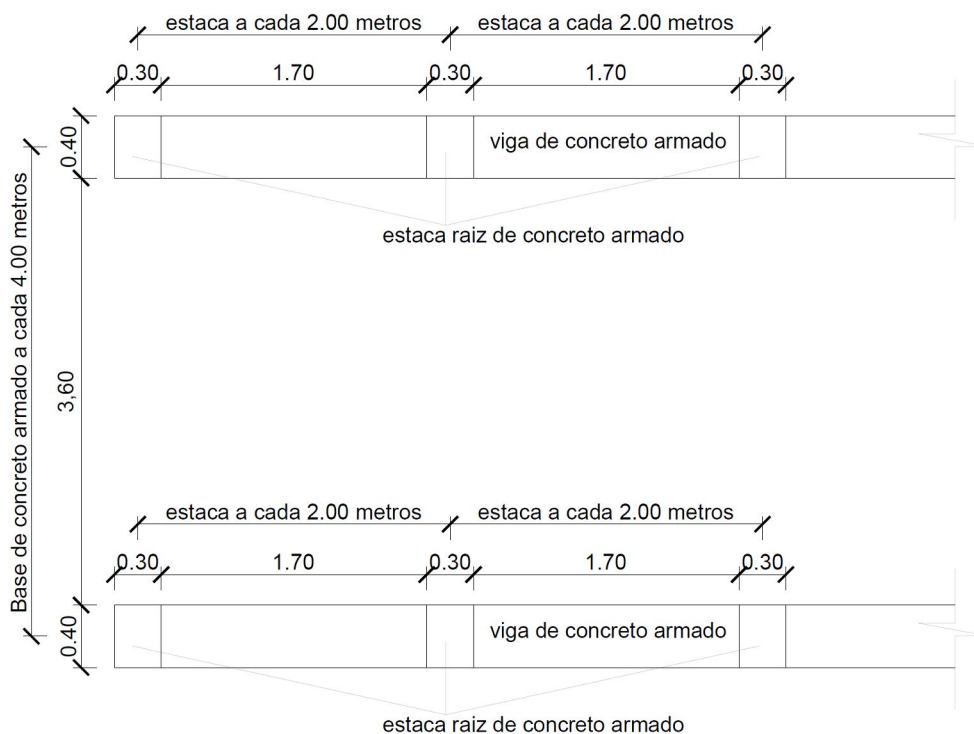 estaca a cada 2.00 metros estaca a cada 2.00 metros
0.30 1.70 0.30 1.70 0.30
0.40
viga de concreto armado
estaca raiz de concreto armado
Base de concreto armado a cada 4.00 metros
3,60
estaca a cada 2.00 metros estaca a cada 2.00 metros
0.30 1.70 0.30 1.70 0.30
0.40
viga de concreto armado
estaca raiz de concreto armado